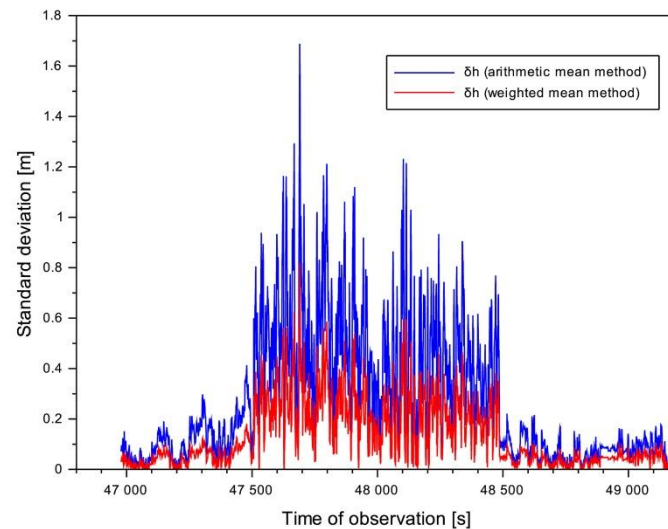 1.8
1.6
1.4
1.2
1
0.8
0.6
0.4
0.2
0
Standard deviation [m]
δh (arithmetic mean method)
δh (weighted mean method)
47 000 47 500 48 000 48 500 49 000
Time of observation [s]